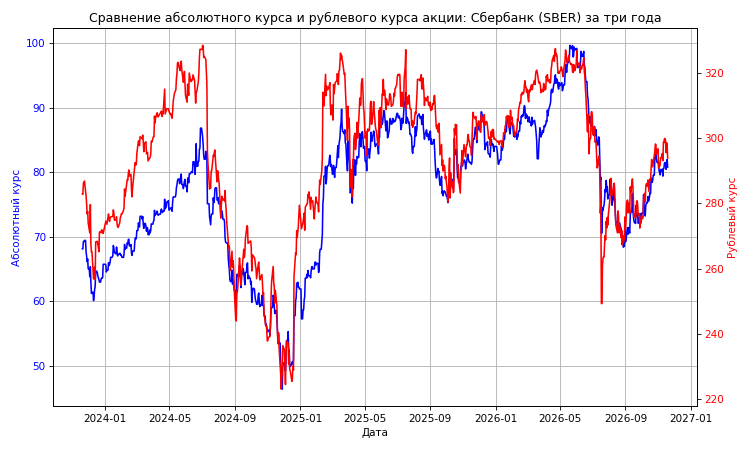 Сравнение абсолютного курса и рублевого курса акции: Сбербанк (SBER) за три года
100
90
80
70
60
50
Абсолютный курс
320
300
280
260
240
220
Рублевый курс
2024-01 2024-05 2024-09 2025-01 2025-05 2025-09 2026-01 2026-05 2026-09 2027-01
Дата